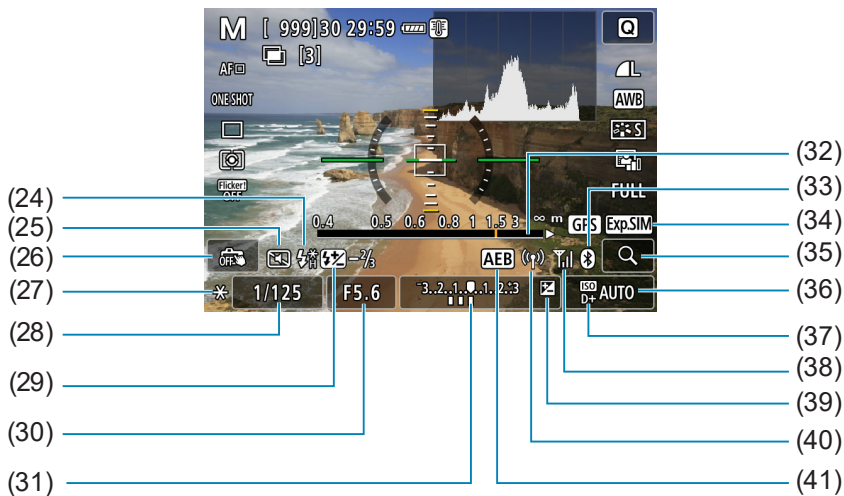 M [ 999]30 29:59
Q
[3]
AF
L
ONE SHOT
AWB
S
Flicker!
OFF
FULL
0.4 0.5 0.6 0.8 1 1.5 3 ∞ m GPS Exp.SIM
OFF H -2/3 AEB
1/125 F5.6 -3..2..1..0..1..2..:3 ISO
D+ AUTO
(24)
(25)
(26)
(27)
(28)
(29)
(30)
(31)
(32)
(33)
(34)
(35)
(36)
(37)
(38)
(39)
(40)
(41)